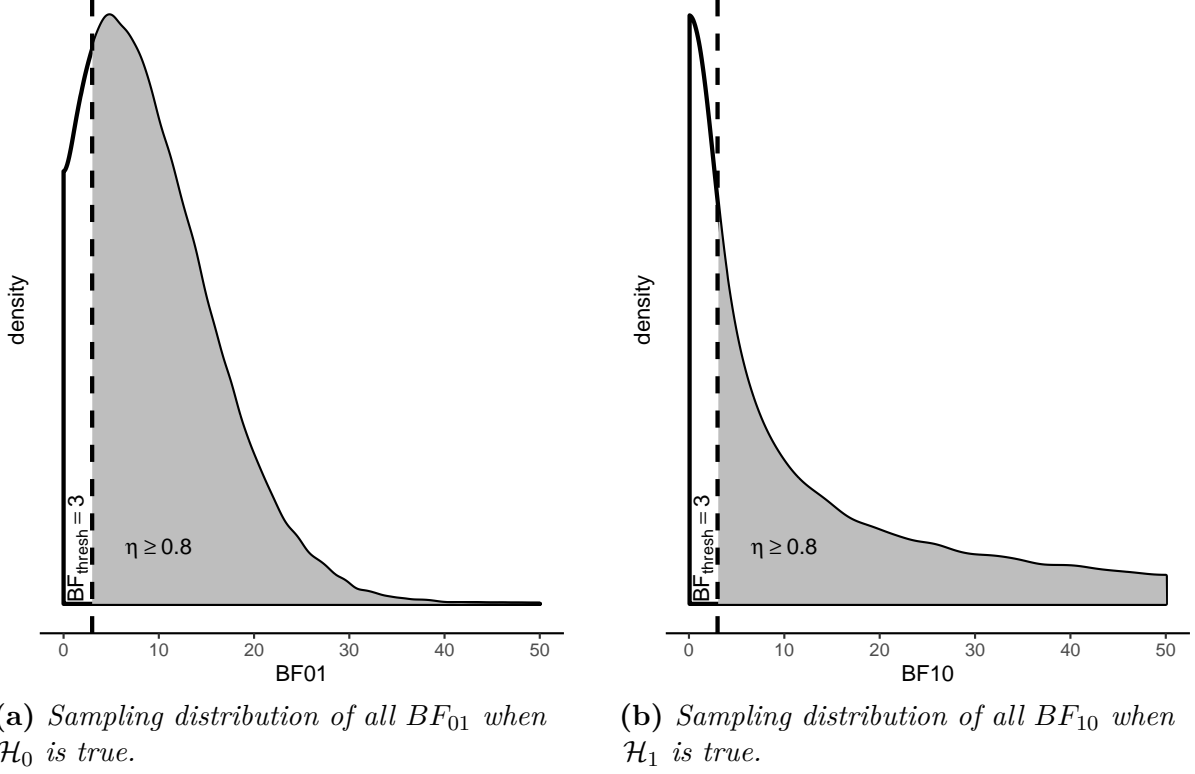 density
BF_thresh = 3
η ≥ 0.8
0 10 20 30 40 50
BF01
density
BF_thresh = 3
η ≥ 0.8
0 10 20 30 40 50
BF10
(a) Sampling distribution of all BF₀₁ when
ℋ₀ is true.
(b) Sampling distribution of all BF₁₀ when
ℋ₁ is true.